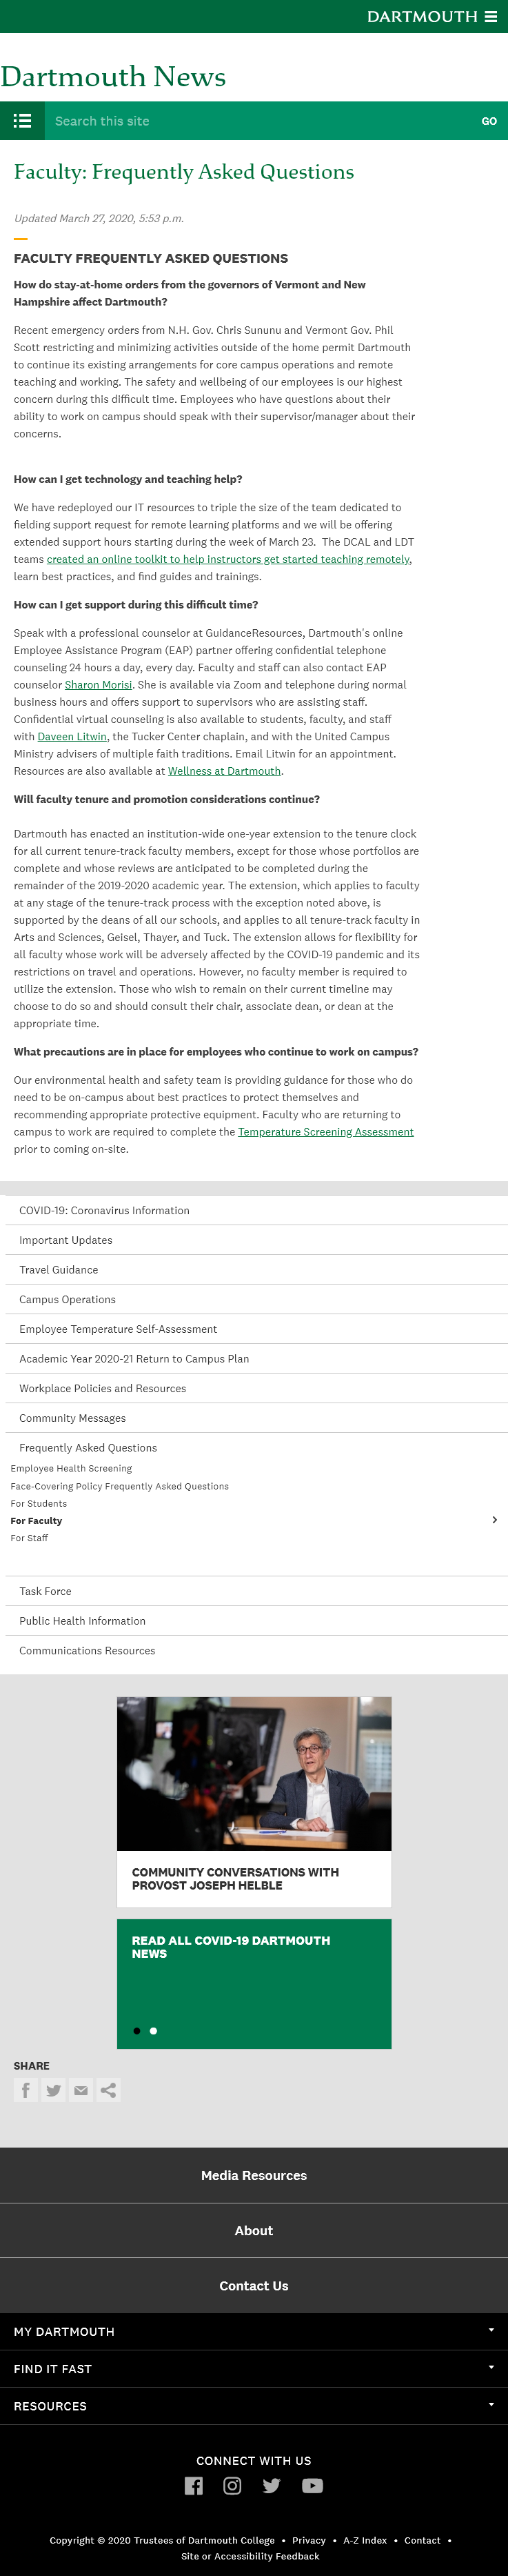 DARTMOUTH
Dartmouth News
Search this site
GO
Faculty: Frequently Asked Questions
Updated March 27, 2020, 5:53 p.m.
FACULTY FREQUENTLY ASKED QUESTIONS
How do stay-at-home orders from the governors of Vermont and New
Hampshire affect Dartmouth?
Recent emergency orders from N.H. Gov. Chris Sununu and Vermont Gov. Phil
Scott restricting and minimizing activities outside of the home permit Dartmouth
to continue its existing arrangements for core campus operations and remote
teaching and working. The safety and wellbeing of our employees is our highest
concern during this difficult time. Employees who have questions about their
ability to work on campus should speak with their supervisor/manager about their
concerns.
How can I get technology and teaching help?
We have redeployed our IT resources to triple the size of the team dedicated to
fielding support request for remote learning platforms and we will be offering
extended support hours starting during the week of March 23. The DCAL and LDT
teams created an online toolkit to help instructors get started teaching remotely,
learn best practices, and find guides and trainings.
How can I get support during this difficult time?
Speak with a professional counselor at GuidanceResources, Dartmouth's online
Employee Assistance Program (EAP) partner offering confidential telephone
counseling 24 hours a day, every day. Faculty and staff can also contact EAP
counselor Sharon Morisi. She is available via Zoom and telephone during normal
business hours and offers support to supervisors who are assisting staff.
Confidential virtual counseling is also available to students, faculty, and staff
with Daveen Litwin, the Tucker Center chaplain, and with the United Campus
Ministry advisers of multiple faith traditions. Email Litwin for an appointment.
Resources are also available at Wellness at Dartmouth.
Will faculty tenure and promotion considerations continue?
Dartmouth has enacted an institution-wide one-year extension to the tenure clock
for all current tenure-track faculty members, except for those whose portfolios are
complete and whose reviews are anticipated to be completed during the
remainder of the 2019-2020 academic year. The extension, which applies to faculty
at any stage of the tenure-track process with the exception noted above, is
supported by the deans of all our schools, and applies to all tenure-track faculty in
Arts and Sciences, Geisel, Thayer, and Tuck. The extension allows for flexibility for
all faculty whose work will be adversely affected by the COVID-19 pandemic and its
restrictions on travel and operations. However, no faculty member is required to
utilize the extension. Those who wish to remain on their current timeline may
choose to do so and should consult their chair, associate dean, or dean at the
appropriate time.
What precautions are in place for employees who continue to work on campus?
Our environmental health and safety team is providing guidance for those who do
need to be on-campus about best practices to protect themselves and
recommending appropriate protective equipment. Faculty who are returning to
campus to work are required to complete the Temperature Screening Assessment
prior to coming on-site.
COVID-19: Coronavirus Information
Important Updates
Travel Guidance
Campus Operations
Employee Temperature Self-Assessment
Academic Year 2020-21 Return to Campus Plan
Workplace Policies and Resources
Community Messages
Frequently Asked Questions
Employee Health Screening
Face-Covering Policy Frequently Asked Questions
For Students
For Faculty
For Staff
Task Force
Public Health Information
Communications Resources
COMMUNITY CONVERSATIONS WITH
PROVOST JOSEPH HELBLE
READ ALL COVID-19 DARTMOUTH
NEWS
SHARE
Media Resources
About
Contact Us
MY DARTMOUTH
FIND IT FAST
RESOURCES
CONNECT WITH US
Copyright © 2020 Trustees of Dartmouth College • Privacy • A-Z Index • Contact •
Site or Accessibility Feedback